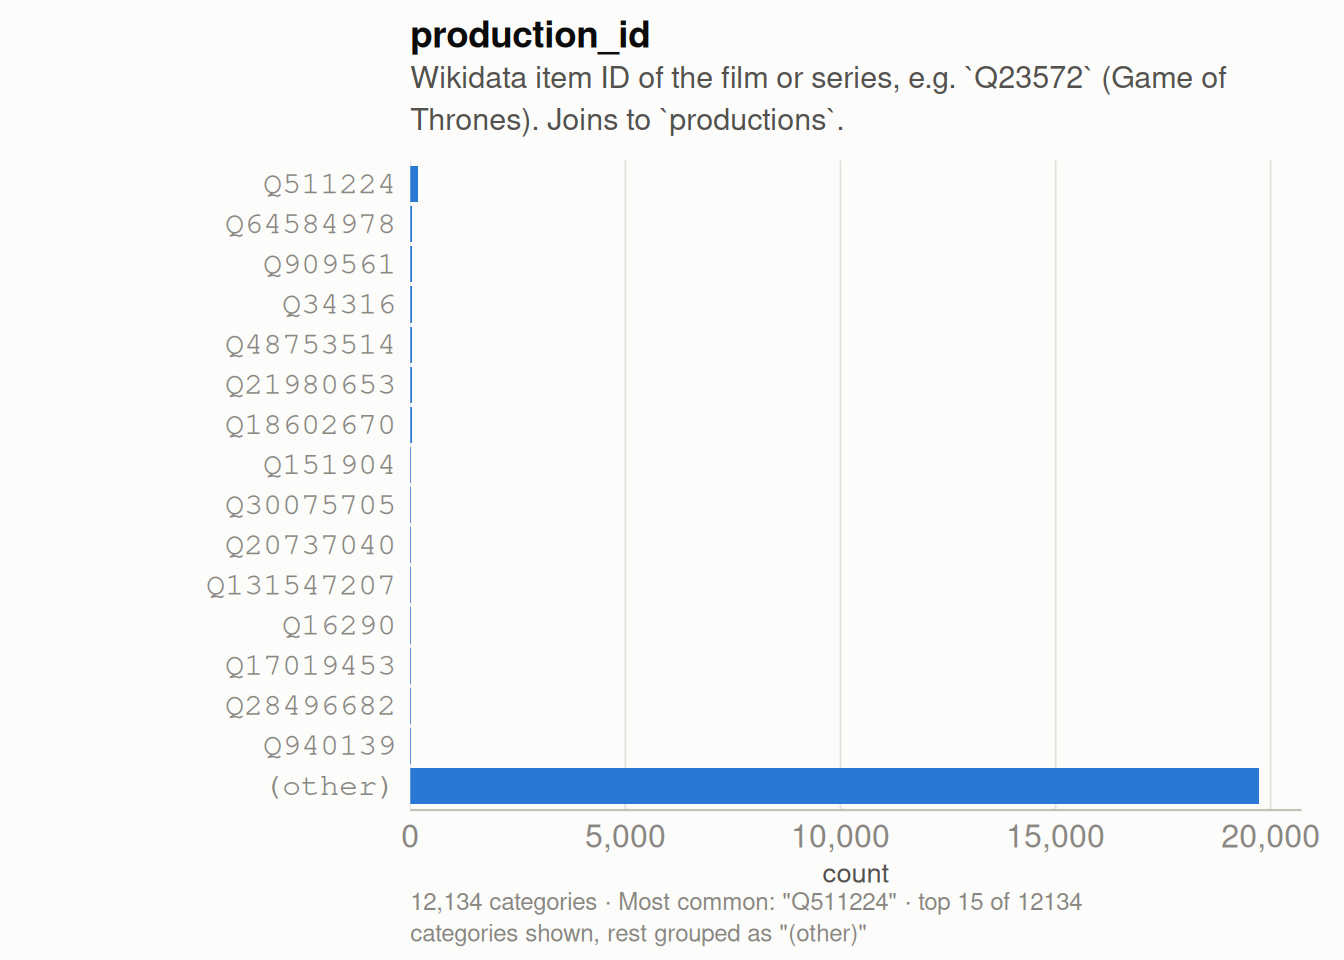 production_id
Wikidata item ID of the film or series, e.g. `Q23572` (Game of
Thrones). Joins to `productions`.
Q511224
Q64584978
Q909561
Q34316
Q48753514
Q21980653
Q18602670
Q151904
Q30075705
Q20737040
Q131547207
Q16290
Q17019453
Q28496682
Q940139
(other)
0 5,000 10,000 15,000 20,000
count
12,134 categories · Most common: "Q511224" · top 15 of 12134
categories shown, rest grouped as "(other)"